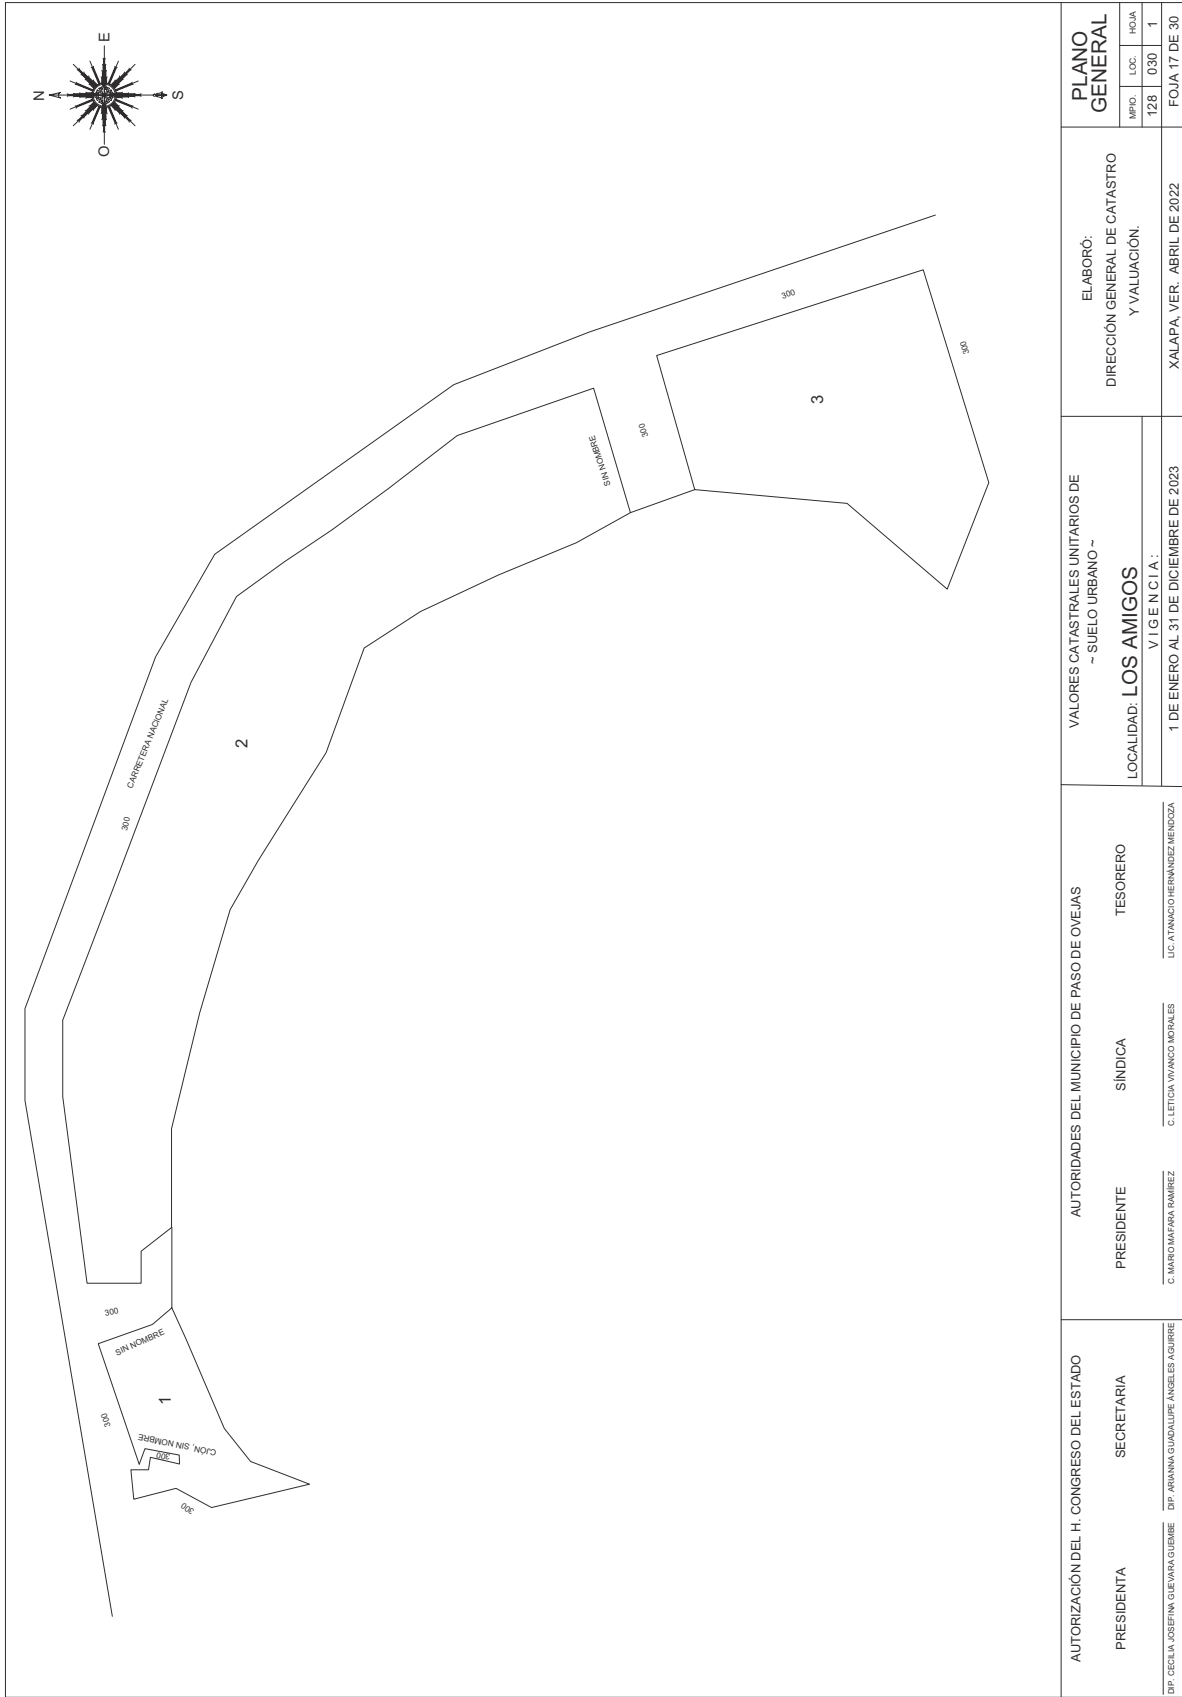 N
E
S
O
CARRETERA NACIONAL
300
2
SIN NOMBRE
300
300
3
300
300
SIN NOMBRE
300
1
CJÓN. SIN NOMBRE
300
300
AUTORIZACIÓN DEL H. CONGRESO DEL ESTADO
PRESIDENTA
SECRETARIA
DIP. CECILIA JOSEFINA GUEVARA GUEMBE
DIP. ARIANNA GUADALUPE ÁNGELES AGUIRRE
AUTORIDADES DEL MUNICIPIO DE PASO DE OVEJAS
PRESIDENTE
SÍNDICA
TESORERO
C. MARIO MAFARA RAMÍREZ
C. LETICIA VIVANCO MORALES
LIC. ATANACIO HERNÁNDEZ MENDOZA
VALORES CATASTRALES UNITARIOS DE
~ SUELO URBANO ~
LOCALIDAD: LOS AMIGOS
V I G E N C I A :
1 DE ENERO AL 31 DE DICIEMBRE DE 2023
ELABORÓ:
DIRECCIÓN GENERAL DE CATASTRO
Y VALUACIÓN.
XALAPA, VER. ABRIL DE 2022
PLANO
GENERAL
MPIO. LOC. HOJA
128 030 1
FOJA 17 DE 30